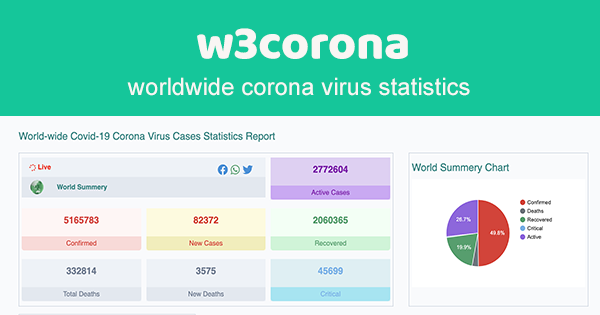 w3corona
worldwide corona virus statistics
World-wide Covid-19 Corona Virus Cases Statistics Report
Live
World Summery
2772604
Active Cases
5165783
Confirmed
82372
New Cases
2060365
Recovered
332814
Total Deaths
3575
New Deaths
45699
Critical
World Summery Chart
49.8%
19.9%
26.7%
Confirmed
Deaths
Recovered
Critical
Active